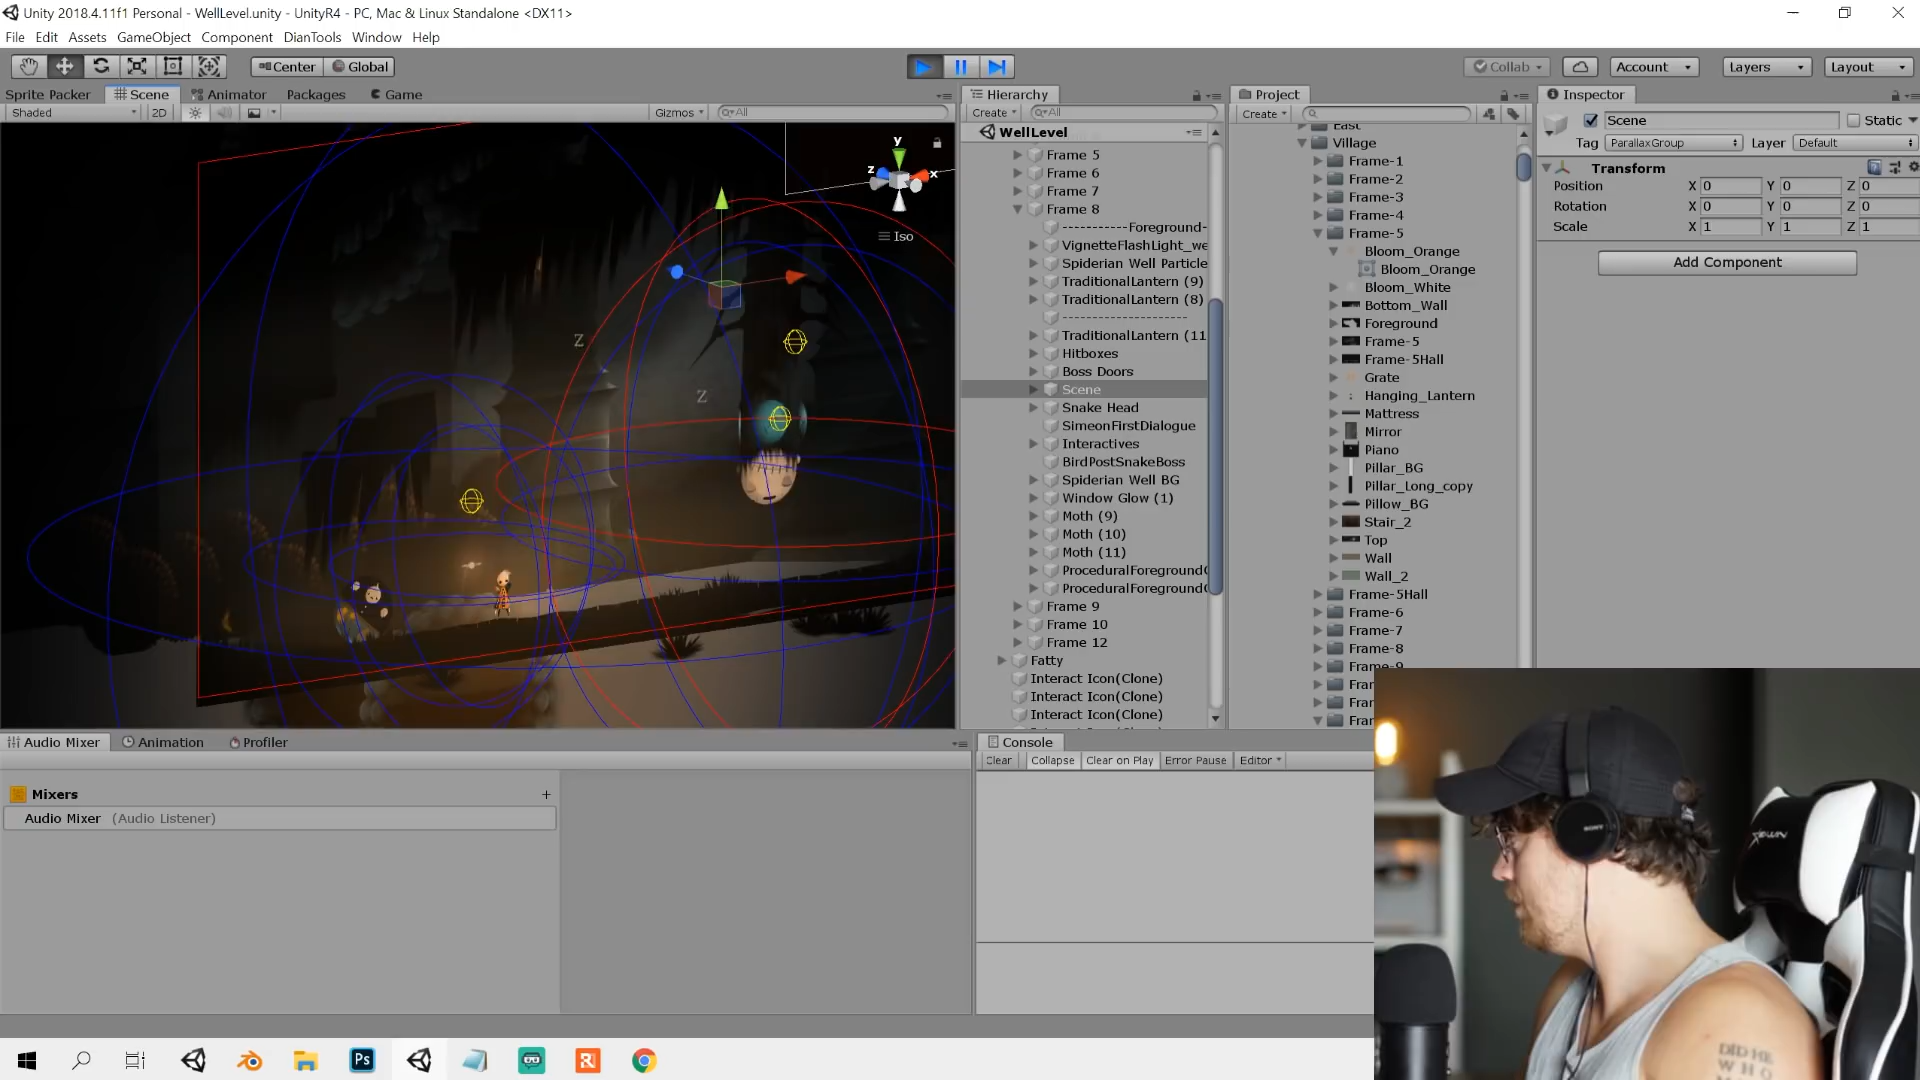 Unity 2018.4.11f1 Personal - WellLevel.unity - UnityR4 - PC, Mac & Linux Standalone <DX11>
File Edit Assets GameObject Component DianTools Window Help
Center Global Collab Account Layers Layout
Sprite Packer Scene Animator Packages Game
Shaded 2D Gizmos All
y
z x
Iso
Z
Z
Hierarchy
Create All
WellLevel
Frame 5
Frame 6
Frame 7
Frame 8
-----------Foreground-
VignetteFlashLight_we
Spiderian Well Particle
TraditionalLantern (9)
TraditionalLantern (8)
--------------------
TraditionalLantern (11
Hitboxes
Boss Doors
Scene
Snake Head
SimeonFirstDialogue
Interactives
BirdPostSnakeBoss
Spiderian Well BG
Window Glow (1)
Moth (9)
Moth (10)
Moth (11)
ProceduralForeground
ProceduralForeground
Frame 9
Frame 10
Frame 12
Fatty
Interact Icon(Clone)
Interact Icon(Clone)
Interact Icon(Clone)
Project
Create
East
Village
Frame-1
Frame-2
Frame-3
Frame-4
Frame-5
Bloom_Orange
Bloom_Orange
Bloom_White
Bottom_Wall
Foreground
Frame-5
Frame-5Hall
Grate
Hanging_Lantern
Mattress
Mirror
Piano
Pillar_BG
Pillar_Long_copy
Pillow_BG
Stair_2
Top
Wall
Wall_2
Frame-5Hall
Frame-6
Frame-7
Frame-8
Frame-9
Fra
Fra
Fra
Inspector
Scene Static
Tag ParallaxGroup Layer Default
Transform
Position X 0 Y 0 Z 0
Rotation X 0 Y 0 Z 0
Scale X 1 Y 1 Z 1
Add Component
Audio Mixer Animation Profiler
Mixers +
Audio Mixer (Audio Listener)
Console
Clear Collapse Clear on Play Error Pause Editor
SONY
DID HE
WHO
Ps
R